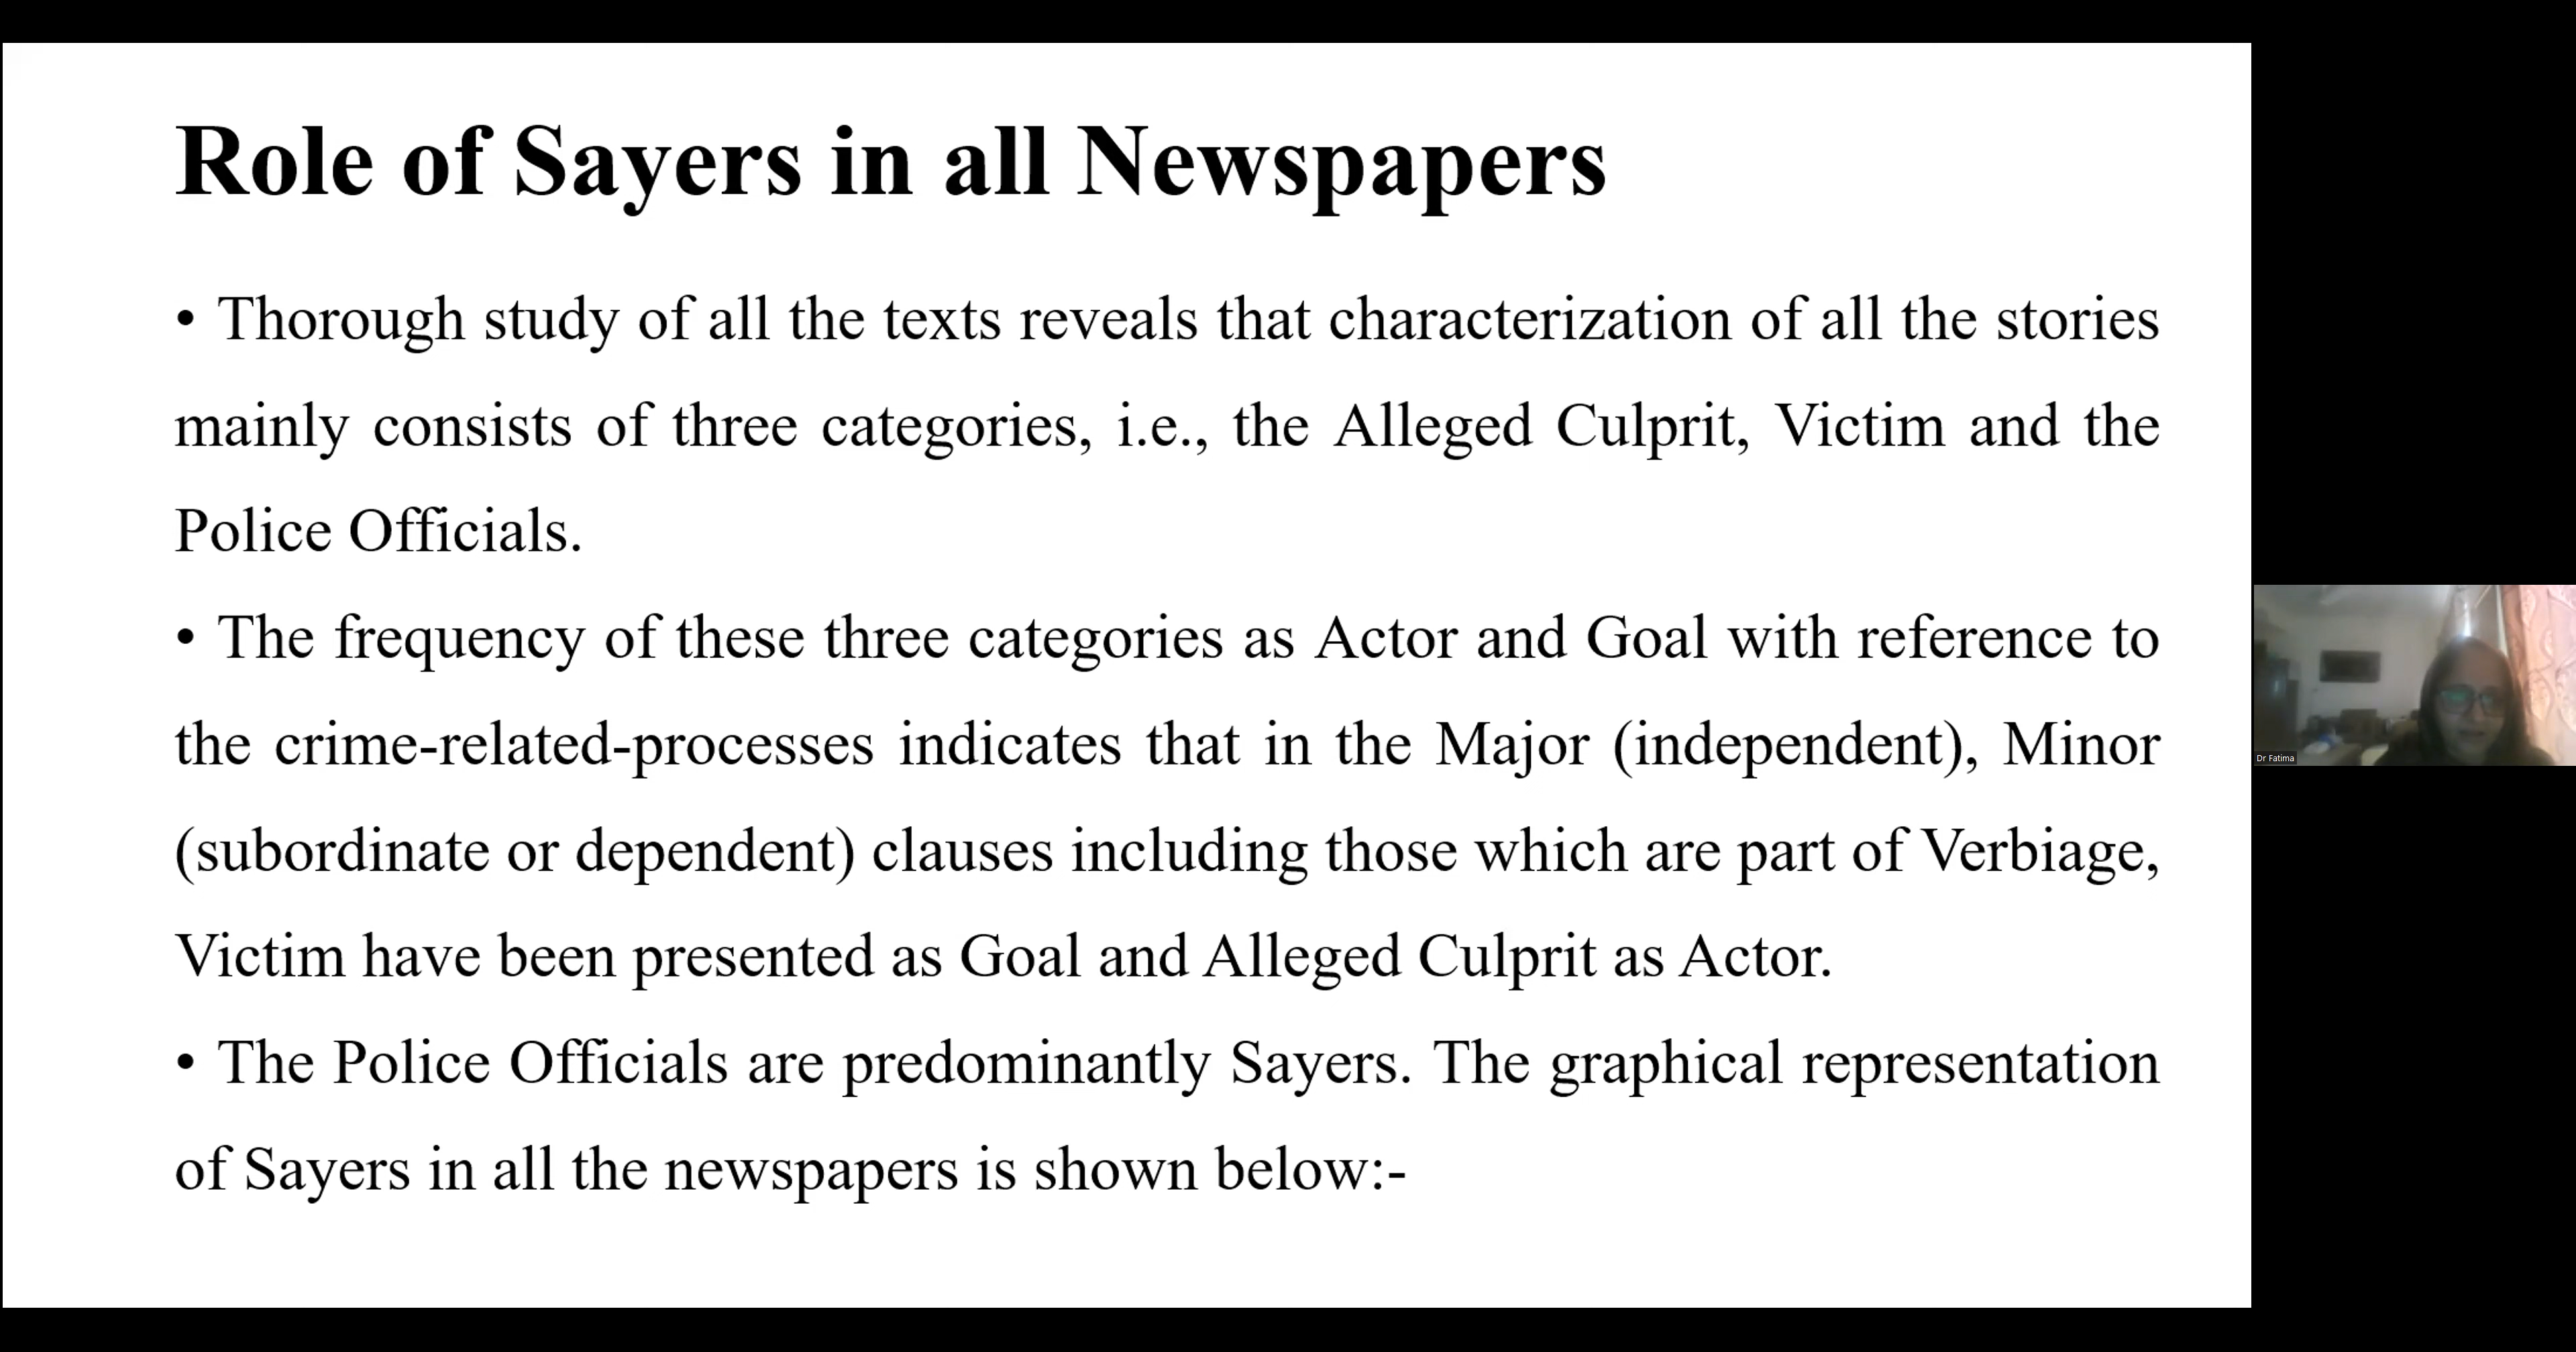 Role of Sayers in all Newspapers
• Thorough study of all the texts reveals that characterization of all the stories
mainly consists of three categories, i.e., the Alleged Culprit, Victim and the
Police Officials.
• The frequency of these three categories as Actor and Goal with reference to
the crime-related-processes indicates that in the Major (independent), Minor
(subordinate or dependent) clauses including those which are part of Verbiage,
Victim have been presented as Goal and Alleged Culprit as Actor.
• The Police Officials are predominantly Sayers. The graphical representation
of Sayers in all the newspapers is shown below:-
Dr Fatima